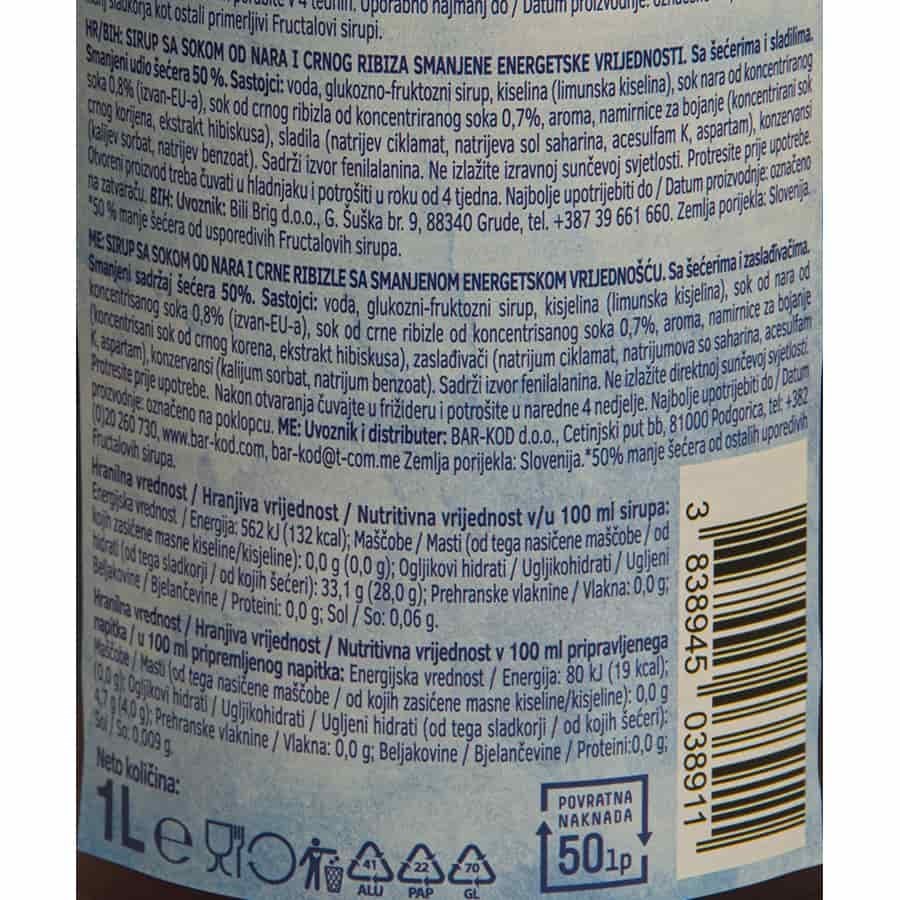 sladkorja kot ostali primerljivi Fructalovi sirupi.
HR/BIH: SIRUP SA SOKOM OD NARA I CRNOG RIBIZA SMANJENE ENERGETSKE VRIJEDNOSTI. Sa šećerima i sladilima.
Smanjeni udio šećera 50 %. Sastojci: voda, glukozno-fruktozni sirup, kiselina (limunska kiselina), sok nara od koncentriranog
soka 0,8% (izvan-EU-a), sok od crnog ribizla od koncentriranog soka 0,7%, aroma, namirnice za bojanje (koncentrirani sok
crnog korijena, ekstrakt hibiskusa), sladila (natrijev ciklamat, natrijeva sol saharina, acesulfam K, aspartam), konzervansi
(kalijev sorbat, natrijev benzoat). Sadrži izvor fenilalanina. Ne izlažite izravnoj sunčevoj svjetlosti. Protresite prije upotrebe.
Otvoreni proizvod treba čuvati u hladnjaku i potrošiti u roku od 4 tjedna. Najbolje upotrijebiti do / Datum proizvodnje: označeno
na zatvaraču. BIH: Uvoznik: Bili Brig d.o.o., G. Šuška br. 9, 88340 Grude, tel. +387 39 661 660. Zemlja porijekla: Slovenija.
*50 % manje šećera od usporedivih Fructalovih sirupa.
ME: SIRUP SA SOKOM OD NARA I CRNE RIBIZLE SA SMANJENOM ENERGETSKOM VRIJEDNOŠĆU. Sa šećerima i zaslađivačima.
Smanjeni sadržaj šećera 50%. Sastojci: voda, glukozni-fruktozni sirup, kisjelina (limunska kisjelina), sok od nara od
koncentrisanog soka 0,8% (izvan-EU-a), sok od crne ribizle od koncentrisanog soka 0,7%, aroma, namirnice za bojanje
(koncentrisani sok od crnog korena, ekstrakt hibiskusa), zaslađivači (natrijum ciklamat, natrijumova so saharina, acesulfam
K, aspartam), konzervansi (kalijum sorbat, natrijum benzoat). Sadrži izvor fenilalanina. Ne izlažite direktnoj sunčevoj svjetlosti.
Protresite prije upotrebe. Nakon otvaranja čuvajte u frižideru i potrošite u naredne 4 nedjelje. Najbolje upotrijebiti do / Datum
proizvodnje: označeno na poklopcu. ME: Uvoznik i distributer: BAR-KOD d.o.o., Cetinjski put bb, 81000 Podgorica, tel: +382
(0)20 260 730, www.bar-kod.com, bar-kod@t-com.me Zemlja porijekla: Slovenija.*50% manje šećera od ostalih uporedivih
Fructalovih sirupa.
Hranilna vrednost / Hranjiva vrijednost / Nutritivna vrijednost v/u 100 ml sirupa:
Energijska vrednost / Energija: 562 kJ (132 kcal); Maščobe / Masti (od tega nasičene maščobe / od
kojih zasićene masne kiseline/kisjeline): 0,0 g (0,0 g); Ogljikovi hidrati / Ugljikohidrati / Ugljeni
hidrati (od tega sladkorji / od kojih šećeri): 33,1 g (28,0 g); Prehranske vlaknine / Vlakna: 0,0 g;
Beljakovine / Bjelančevine / Proteini: 0,0 g; Sol / So: 0,06 g.
Hranilna vrednost / Hranjiva vrijednost / Nutritivna vrijednost v 100 ml pripravljenega
napitka / u 100 ml pripremljenog napitka: Energijska vrednost / Energija: 80 kJ (19 kcal);
Maščobe / Masti (od tega nasičene maščobe / od kojih zasićene masne kiseline/kisjeline): 0,0 g
(0,0 g); Ogljikovi hidrati / Ugljikohidrati / Ugljeni hidrati (od tega sladkorji / od kojih šećeri):
4,7 g (4,0 g); Prehranske vlaknine / Vlakna: 0,0 g; Beljakovine / Bjelančevine / Proteini:0,0 g;
Sol / So: 0,009 g.
Neto količina:
1L e
41 ALU
22 PAP
70 GL
POVRATNA
NAKNADA
50lp
3 838945 038911